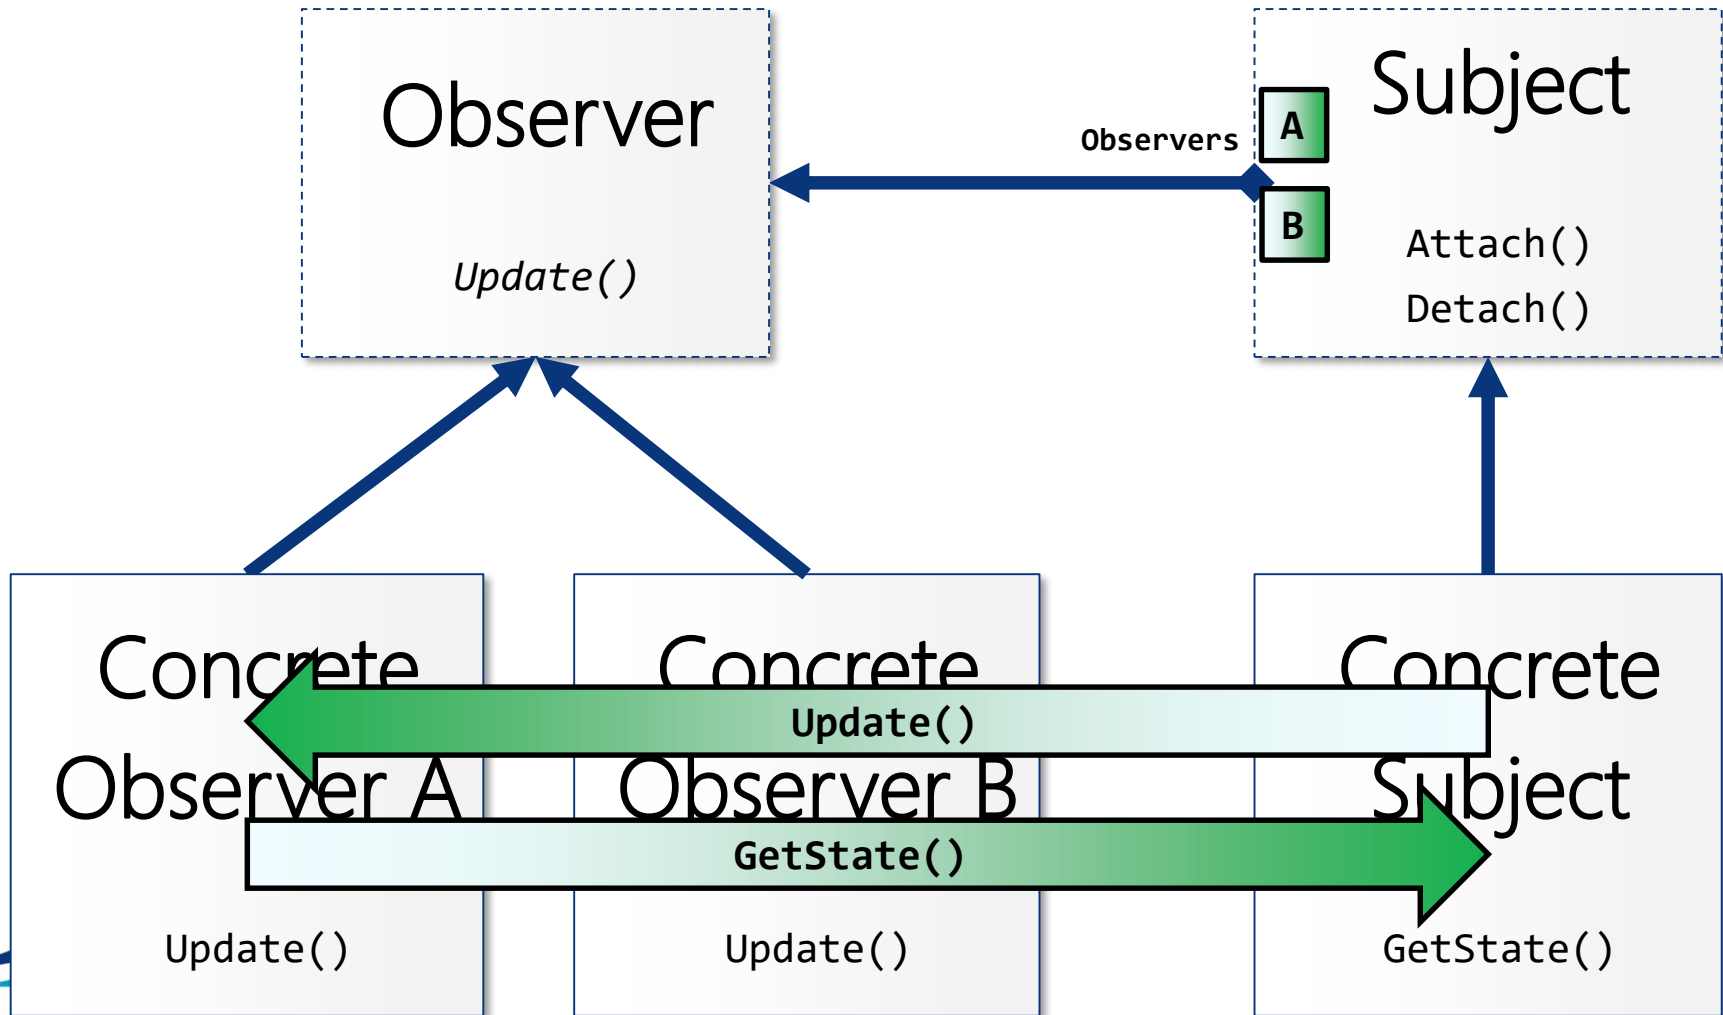 Observer
Update()
Observers
A
B
Subject
Attach()
Detach()
Concrete
Observer A
Update()
Concrete
Observer B
Update()
Concrete
Subject
GetState()
Update()
GetState()